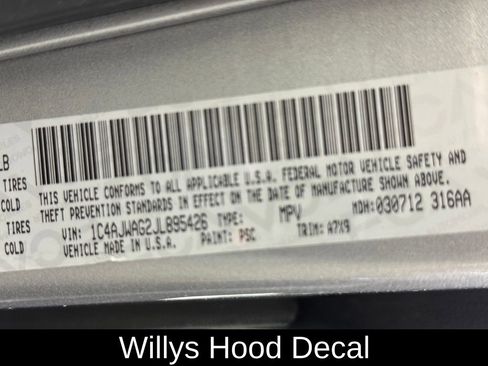 LB
TIRES
COLD
TIRES
COLD
THIS VEHICLE CONFORMS TO ALL APPLICABLE U.S.A. FEDERAL MOTOR VEHICLE SAFETY AND
THEFT PREVENTION STANDARDS IN EFFECT ON THE DATE OF MANUFACTURE SHOWN ABOVE.
VIN: 1C4AJWAG2JL895426 TYPE: MPV MDH: 030712 316AA
VEHICLE MADE IN U.S.A. PAINT: PSC TRIM: A7X9
Willys Hood Decal